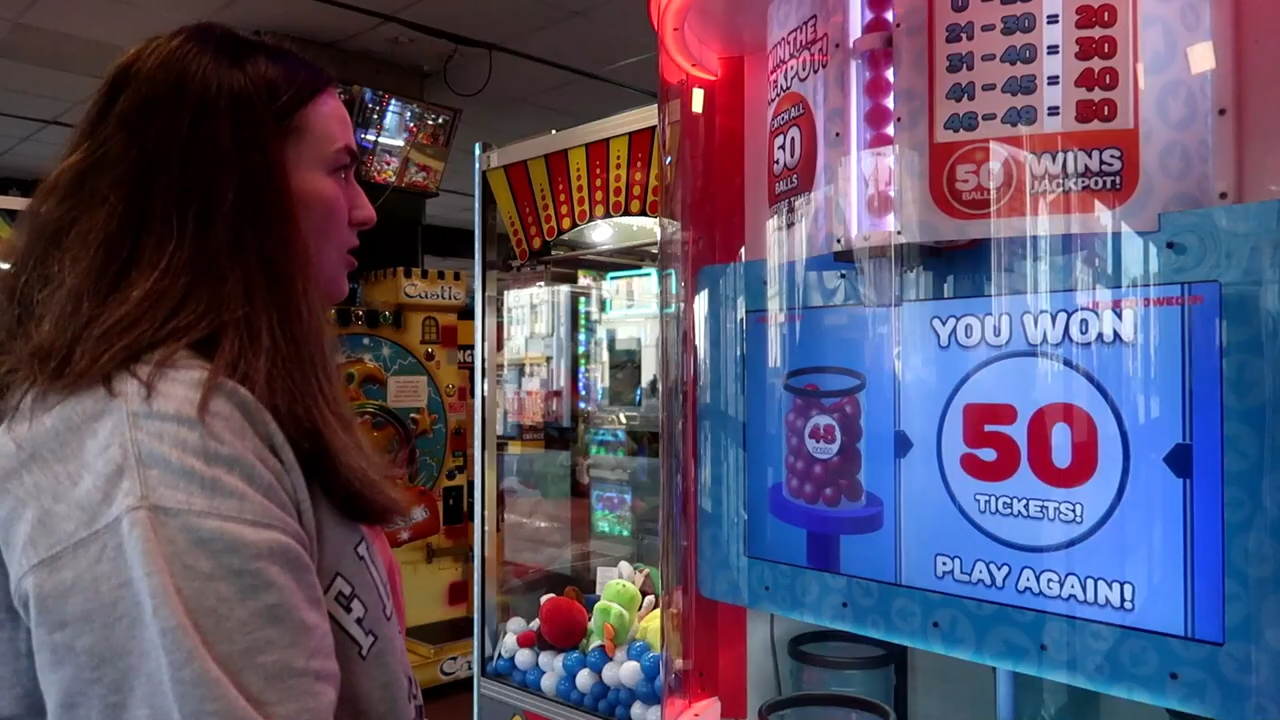 WIN THE
JACKPOT!
CATCH ALL
50
BALLS
21 - 30 = 20
31 - 40 = 30
41 - 45 = 40
46 - 49 = 50
50
BALLS
WINS
JACKPOT!
Castle
YOU WON
48
50
TICKETS!
PLAY AGAIN!